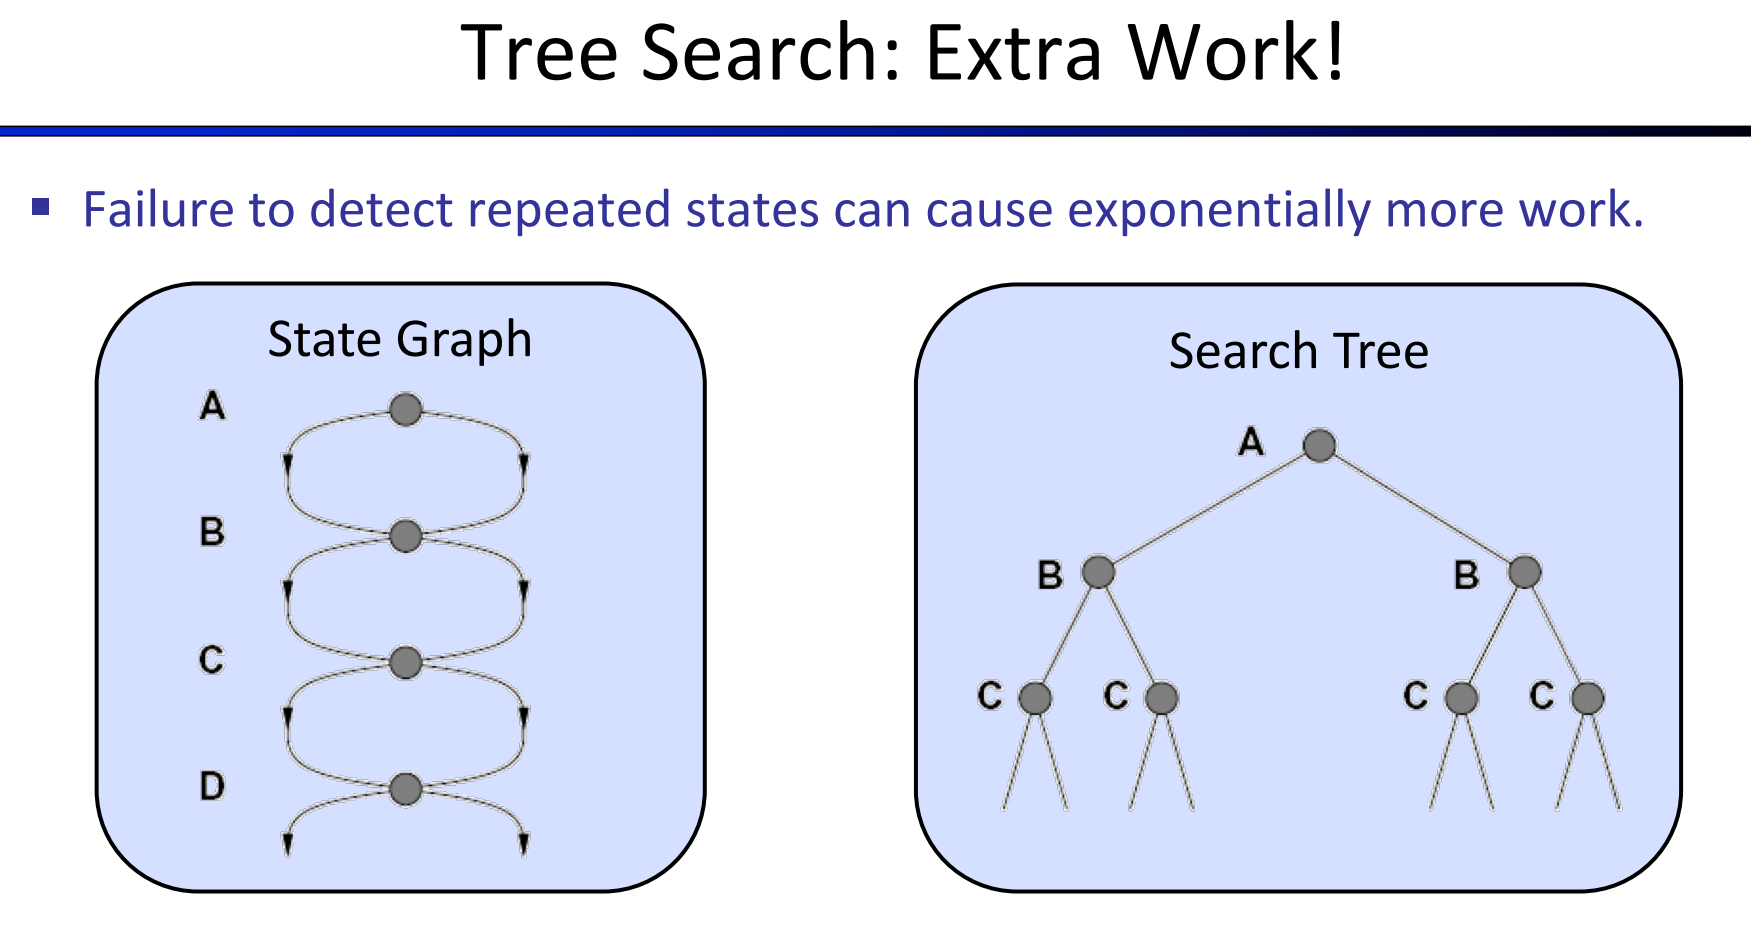 Tree Search: Extra Work!
Failure to detect repeated states can cause exponentially more work.
State Graph
A
B
C
D
Search Tree
A
B B
C C C C